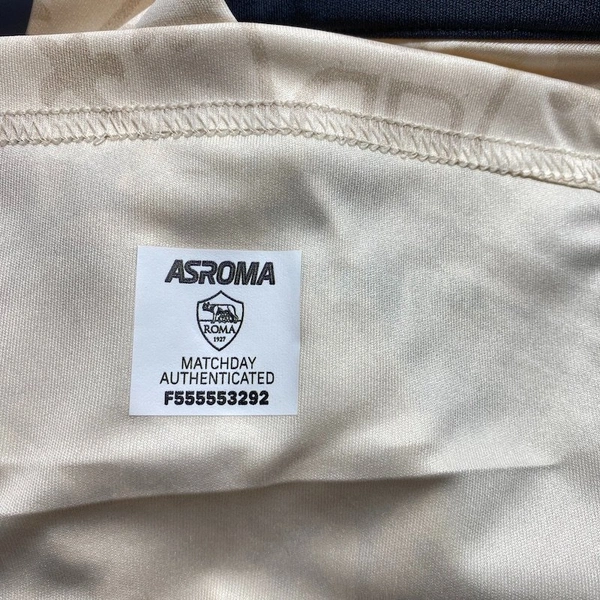 ASROMA
ROMA
1927
MATCHDAY
AUTHENTICATED
F555553292